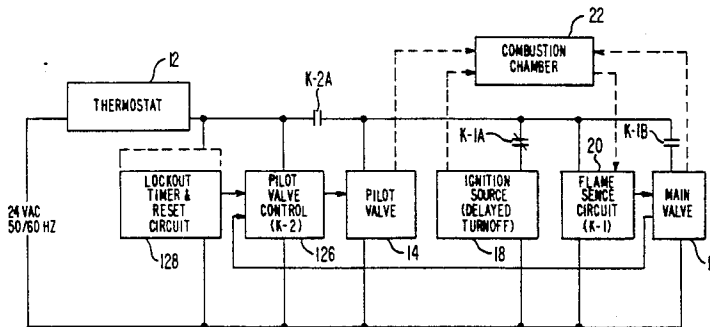 22
COMBUSTION
CHAMBER
12
THERMOSTAT
K-2A
K-1A
K-1B
20
24 VAC
50/60 HZ
LOCKOUT
TIMER &
RESET
CIRCUIT
PILOT
VALVE
CONTROL
(K-2)
PILOT
VALVE
IGNITION
SOURCE
(DELAYED
TURNOFF)
FLAME
SENCE
CIRCUIT
(K-1)
MAIN
VALVE
128
126
14
18